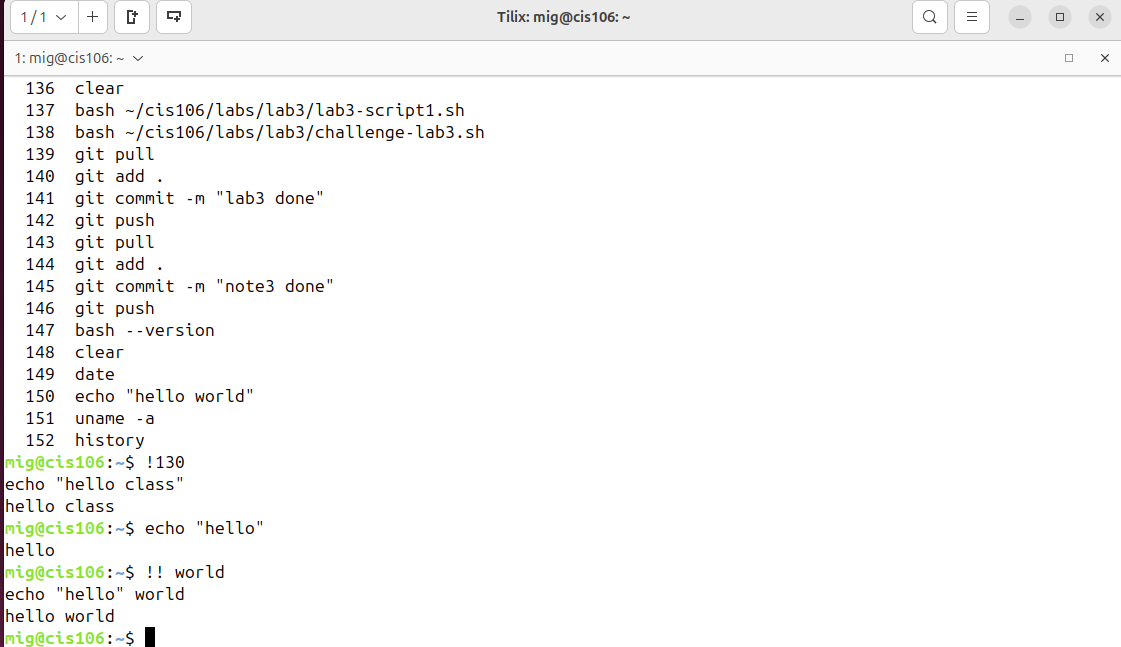 1 / 1
Tilix: mig@cis106: ~
1: mig@cis106: ~
136  clear
137  bash ~/cis106/labs/lab3/lab3-script1.sh
138  bash ~/cis106/labs/lab3/challenge-lab3.sh
139  git pull
140  git add .
141  git commit -m "lab3 done"
142  git push
143  git pull
144  git add .
145  git commit -m "note3 done"
146  git push
147  bash --version
148  clear
149  date
150  echo "hello world"
151  uname -a
152  history
mig@cis106:~$ !130
echo "hello class"
hello class
mig@cis106:~$ echo "hello"
hello
mig@cis106:~$ !! world
echo "hello" world
hello world
mig@cis106:~$